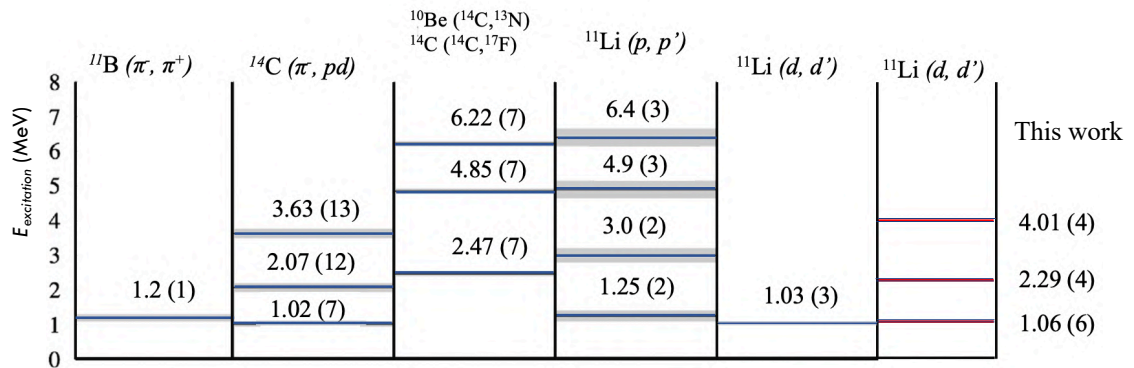 ¹⁰Be (¹⁴C,¹³N)
¹⁴C (¹⁴C,¹⁷F)
¹¹B (π⁻, π⁺)
¹⁴C (π⁻, pd)
¹¹Li (p, p’)
¹¹Li (d, d’)
¹¹Li (d, d’)
E excitation (MeV)
8
7
6
5
4
3
2
1
0
1.2 (1)
3.63 (13)
2.07 (12)
1.02 (7)
6.22 (7)
4.85 (7)
2.47 (7)
6.4 (3)
4.9 (3)
3.0 (2)
1.25 (2)
1.03 (3)
This work
4.01 (4)
2.29 (4)
1.06 (6)